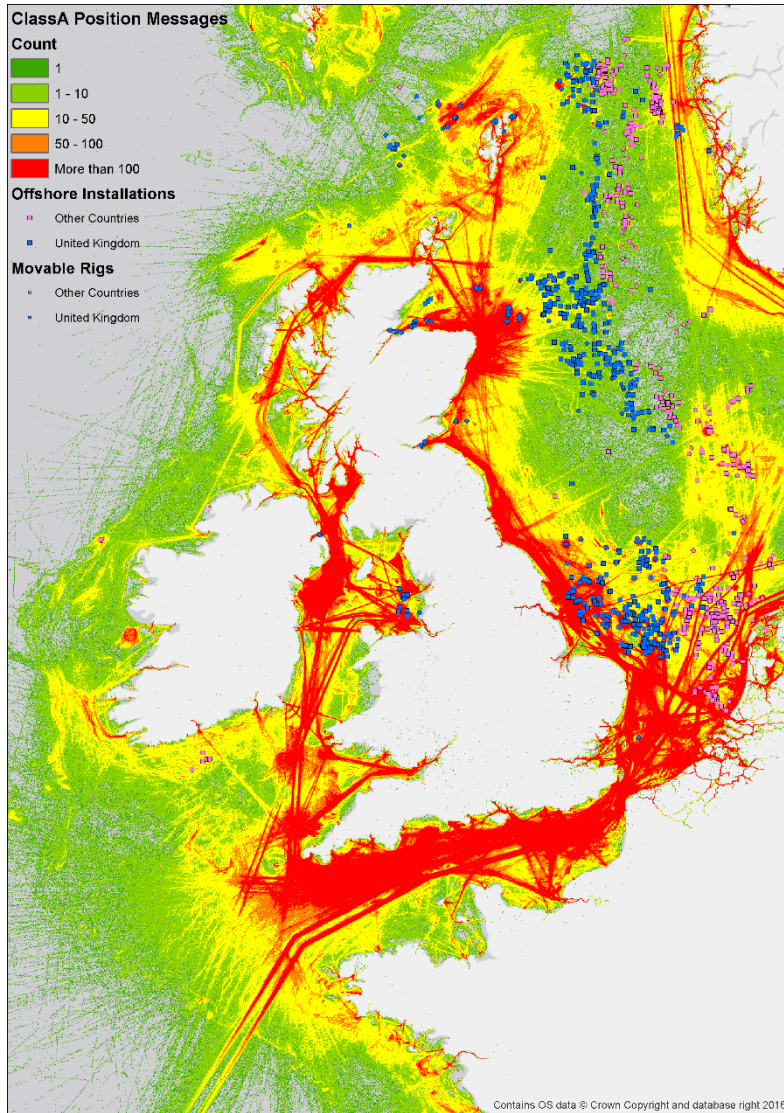 ClassA Position Messages
Count
1
1 - 10
10 - 50
50 - 100
More than 100
Offshore Installations
Other Countries
United Kingdom
Movable Rigs
Other Countries
United Kingdom
Contains OS data © Crown Copyright and database right 2016